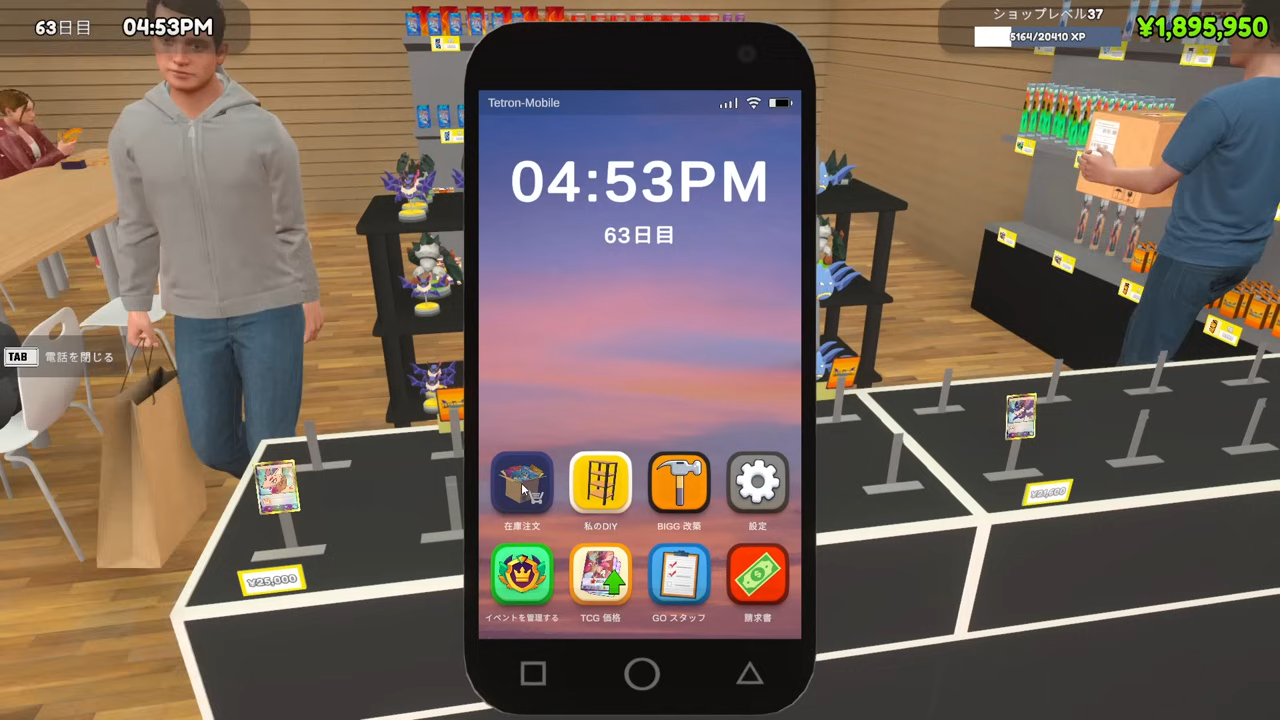 63日目 04:53PM
ショップレベル37
5164/20410 XP
¥1,895,950
Tetron-Mobile
04:53PM
63日目
TAB 電話を閉じる
在庫注文 私のDIY BIGG 改築 設定
イベントを管理する TCG 価格 GO スタッフ 請求書
¥25,000